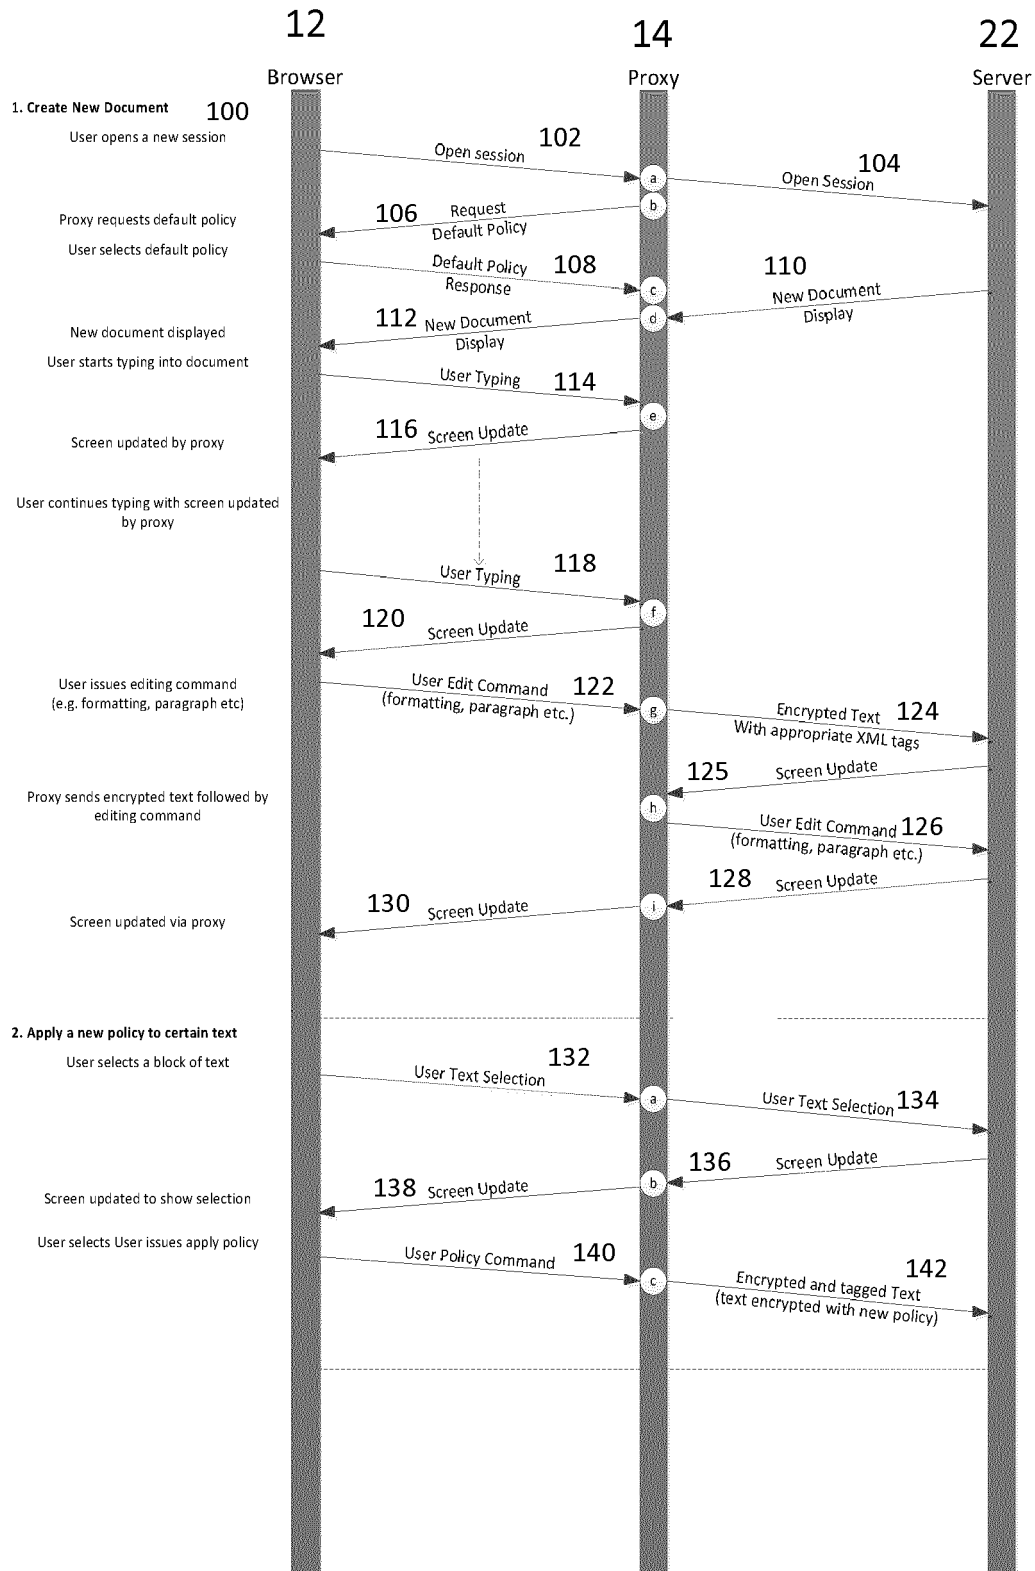 12
14
22
Browser
Proxy
Server
1. Create New Document
100
User opens a new session
102
Open session
a
104
Open Session
b
Proxy requests default policy
106
Request
Default Policy
User selects default policy
Default Policy
Response
108
c
110
New Document
Display
d
112
New Document
Display
New document displayed
User starts typing into document
User Typing
114
e
116
Screen Update
Screen updated by proxy
User continues typing with screen updated
by proxy
User Typing
118
f
120
Screen Update
User issues editing command
(e.g. formatting, paragraph etc)
User Edit Command
(formatting, paragraph etc.)
122
g
Encrypted Text
With appropriate XML tags
124
125
Screen Update
Proxy sends encrypted text followed by
editing command
h
User Edit Command
(formatting, paragraph etc.)
126
128
Screen Update
i
130
Screen Update
Screen updated via proxy
2. Apply a new policy to certain text
User selects a block of text
132
User Text Selection
a
User Text Selection
134
136
Screen Update
b
138
Screen Update
Screen updated to show selection
User selects User issues apply policy
User Policy Command
140
c
142
Encrypted and tagged Text
(text encrypted with new policy)